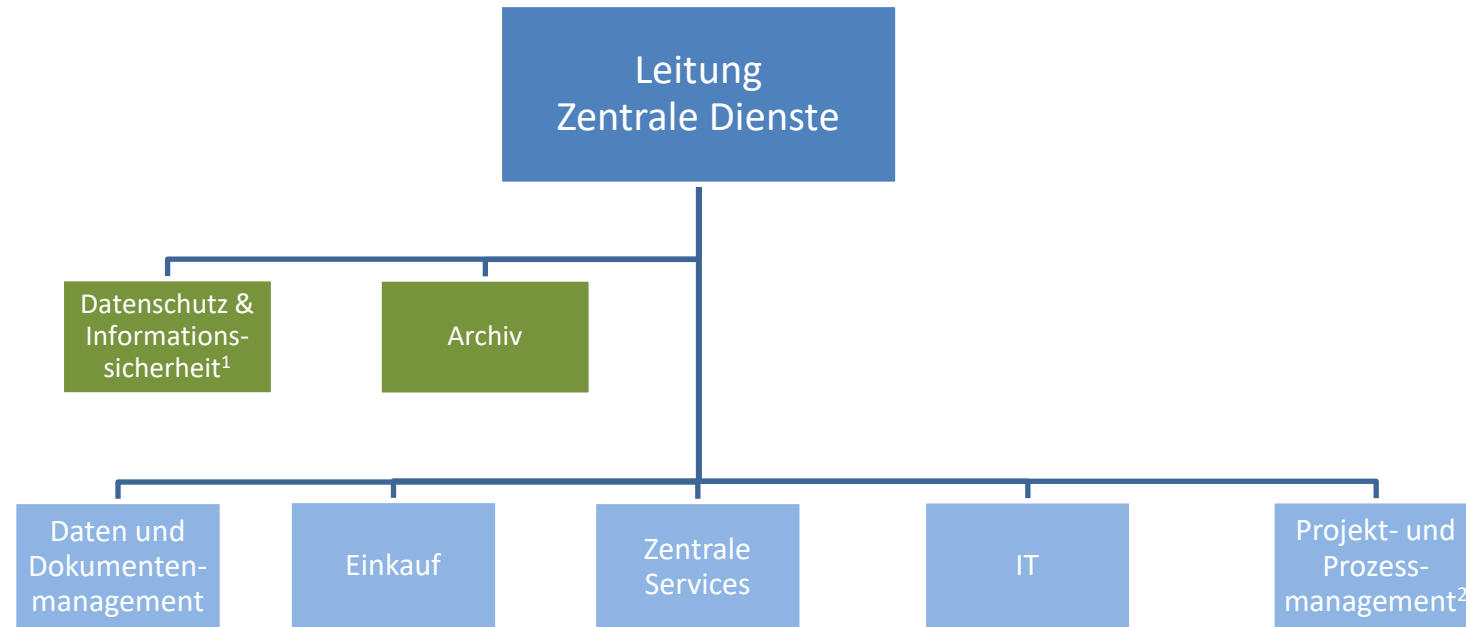 Leitung
Zentrale Dienste
Datenschutz &
Informations-
sicherheit¹
Archiv
Daten und
Dokumenten-
management
Einkauf
Zentrale
Services
IT
Projekt- und
Prozess-
management²